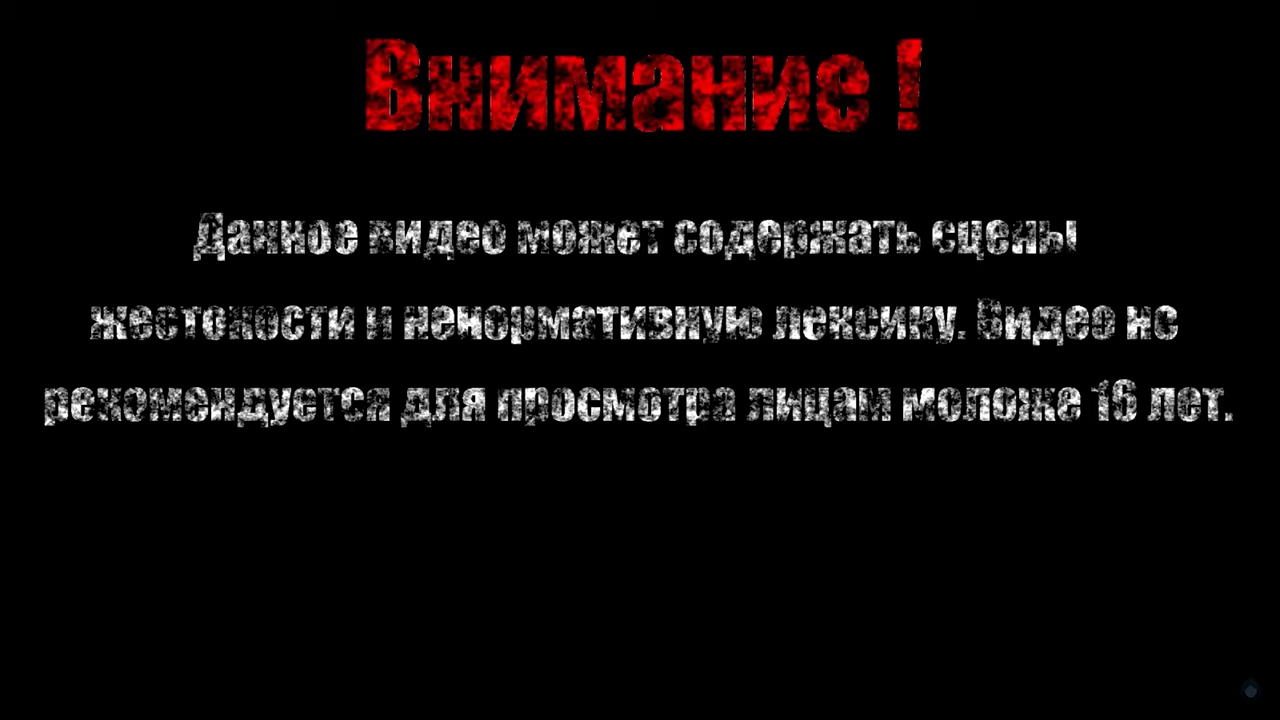 Внимание !
Данное видео может содержать сцены
жестокости и ненормативную лексику. Видео не
рекомендуется для просмотра лицам моложе 16 лет.